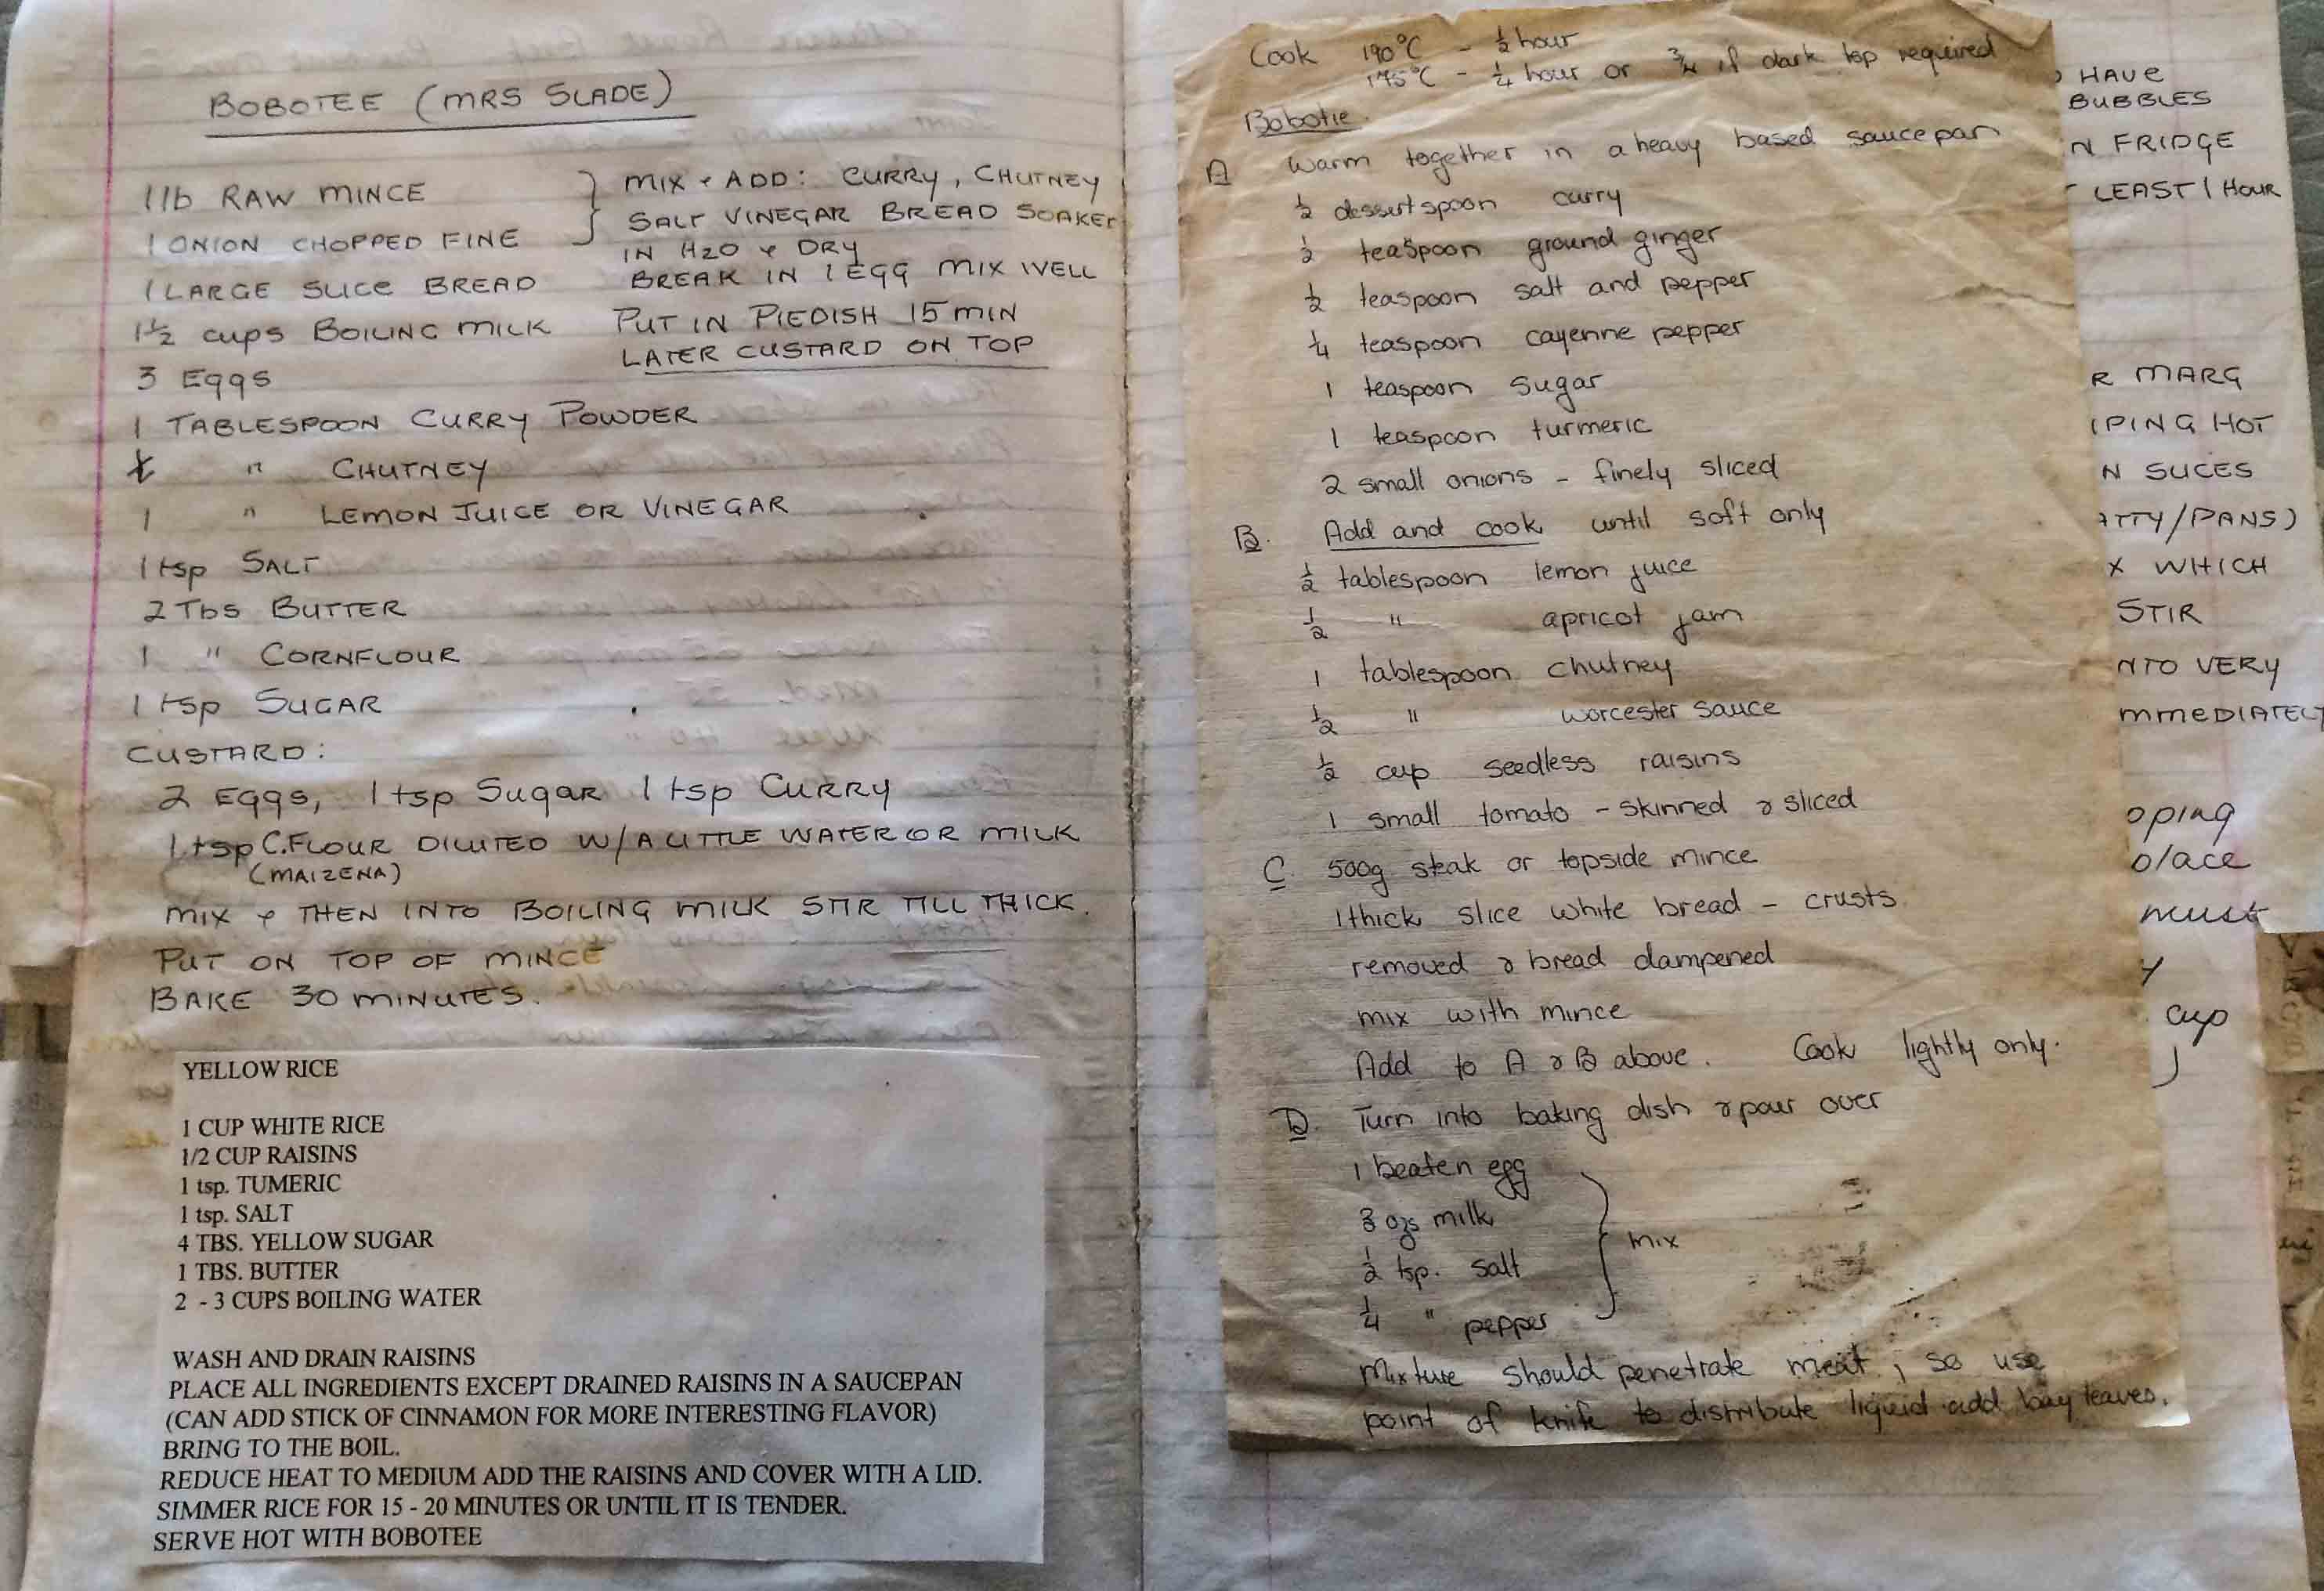 BOBOTEE (MRS SLADE)
1 lb RAW MINCE
1 ONION CHOPPED FINE
1 LARGE SLICE BREAD
1½ cups BOILING MILK
3 Eggs
1 TABLESPOON CURRY POWDER
" CHUTNEY
1 " LEMON JUICE OR VINEGAR
1 tsp SALT
2 Tbs BUTTER
1 " CORNFLOUR
1 tsp SUGAR
MIX & ADD: CURRY, CHUTNEY
SALT VINEGAR BREAD SOAKED
IN H2O & DRY
BREAK IN 1 EGG MIX WELL
PUT IN PIEDISH 15 MIN
LATER CUSTARD ON TOP
CUSTARD:
2 Eggs, 1 tsp Sugar 1 tsp CURRY
1 tsp C.FLOUR DILUTED W/A LITTLE WATER OR MILK
(MAIZENA)
MIX & THEN INTO BOILING MILK STIR TILL THICK.
PUT ON TOP OF MINCE
BAKE 30 MINUTES.
YELLOW RICE
1 CUP WHITE RICE
1/2 CUP RAISINS
1 tsp. TUMERIC
1 tsp. SALT
4 TBS. YELLOW SUGAR
1 TBS. BUTTER
2 - 3 CUPS BOILING WATER
WASH AND DRAIN RAISINS
PLACE ALL INGREDIENTS EXCEPT DRAINED RAISINS IN A SAUCEPAN
(CAN ADD STICK OF CINNAMON FOR MORE INTERESTING FLAVOR)
BRING TO THE BOIL.
REDUCE HEAT TO MEDIUM ADD THE RAISINS AND COVER WITH A LID.
SIMMER RICE FOR 15 - 20 MINUTES OR UNTIL IT IS TENDER.
SERVE HOT WITH BOBOTEE
Cook 190°C - ½ hour
175°C - ¼ hour or ¾ if dark top required
Bobotie.
A Warm together in a heavy based saucepan
½ dessertspoon curry
½ teaspoon ground ginger
½ teaspoon salt and pepper
¼ teaspoon cayenne pepper
1 teaspoon sugar
1 teaspoon turmeric
2 small onions - finely sliced
B. Add and cook until soft only
½ tablespoon lemon juice
½ " apricot jam
1 tablespoon chutney
½ " worcester sauce
½ cup seedless raisins
1 small tomato - skinned & sliced
C 500g steak or topside mince
1 thick slice white bread - crusts
removed & bread dampened
mix with mince
Add to A & B above. Cook lightly only.
D. Turn into baking dish & pour over
1 beaten egg
ozs milk
½ tsp. salt
¼ " pepper
mix
Mixture should penetrate meat, so use
point of knife to distribute liquid. add bay leaves.
HAVE
BUBBLES
N FRIDGE
LEAST 1 HOUR
R MARG
IPING HOT
N SLICES
ATTY/PANS)
X WHICH
STIR
NTO VERY
MMEDIATELY
oping
place
must
y
cup
)